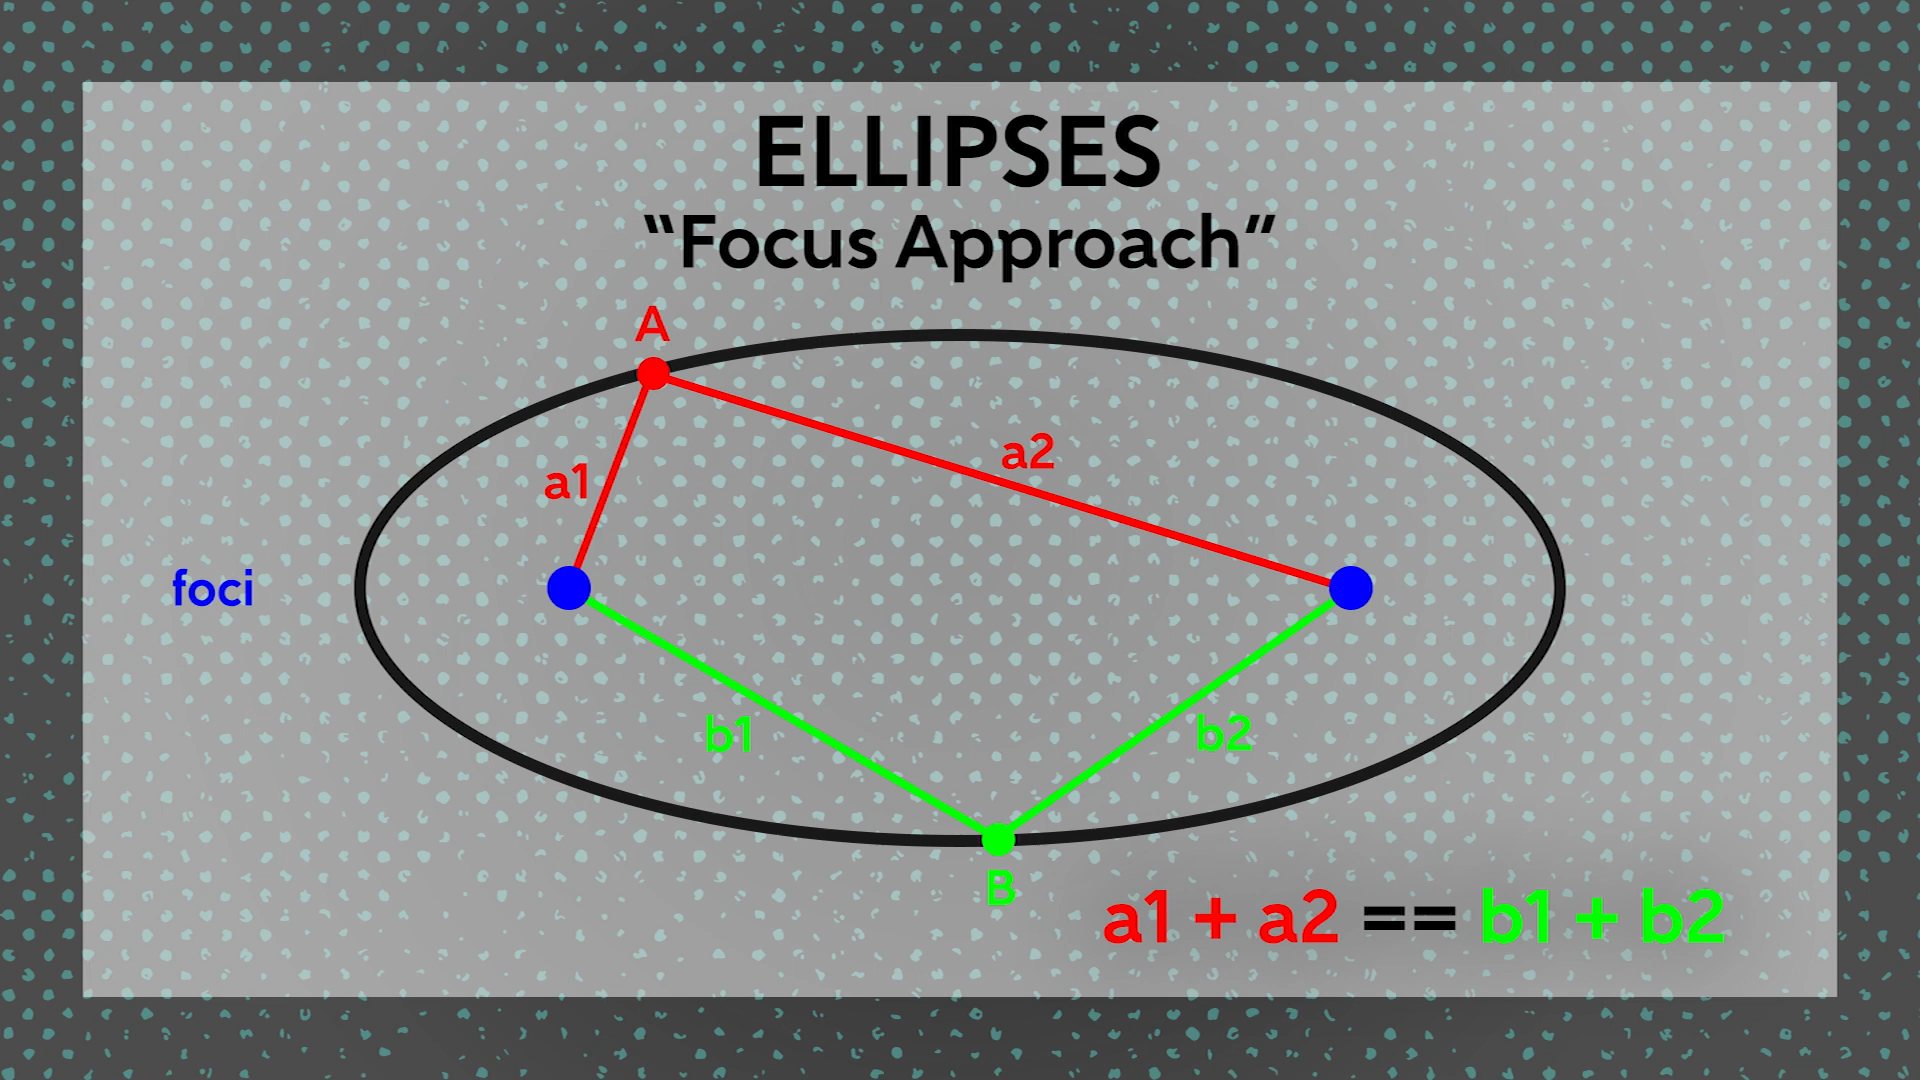 ELLIPSES
“Focus Approach”
A
a1
a2
foci
b1
b2
B
a1 + a2 == b1 + b2